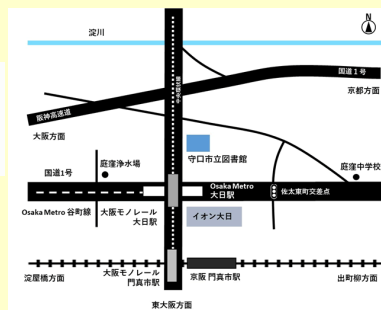 N
淀川
国道1号
中央環状線
京都方面
阪神高速道
大阪方面
守口市立図書館
庭窪浄水場
庭窪中学校
国道1号
Osaka Metro
大日駅
佐太東町交差点
Osaka Metro 谷町線
大阪モノレール
大日駅
イオン大日
大阪モノレール
門真市駅
淀屋橋方面
京阪 門真市駅
出町柳方面
東大阪方面